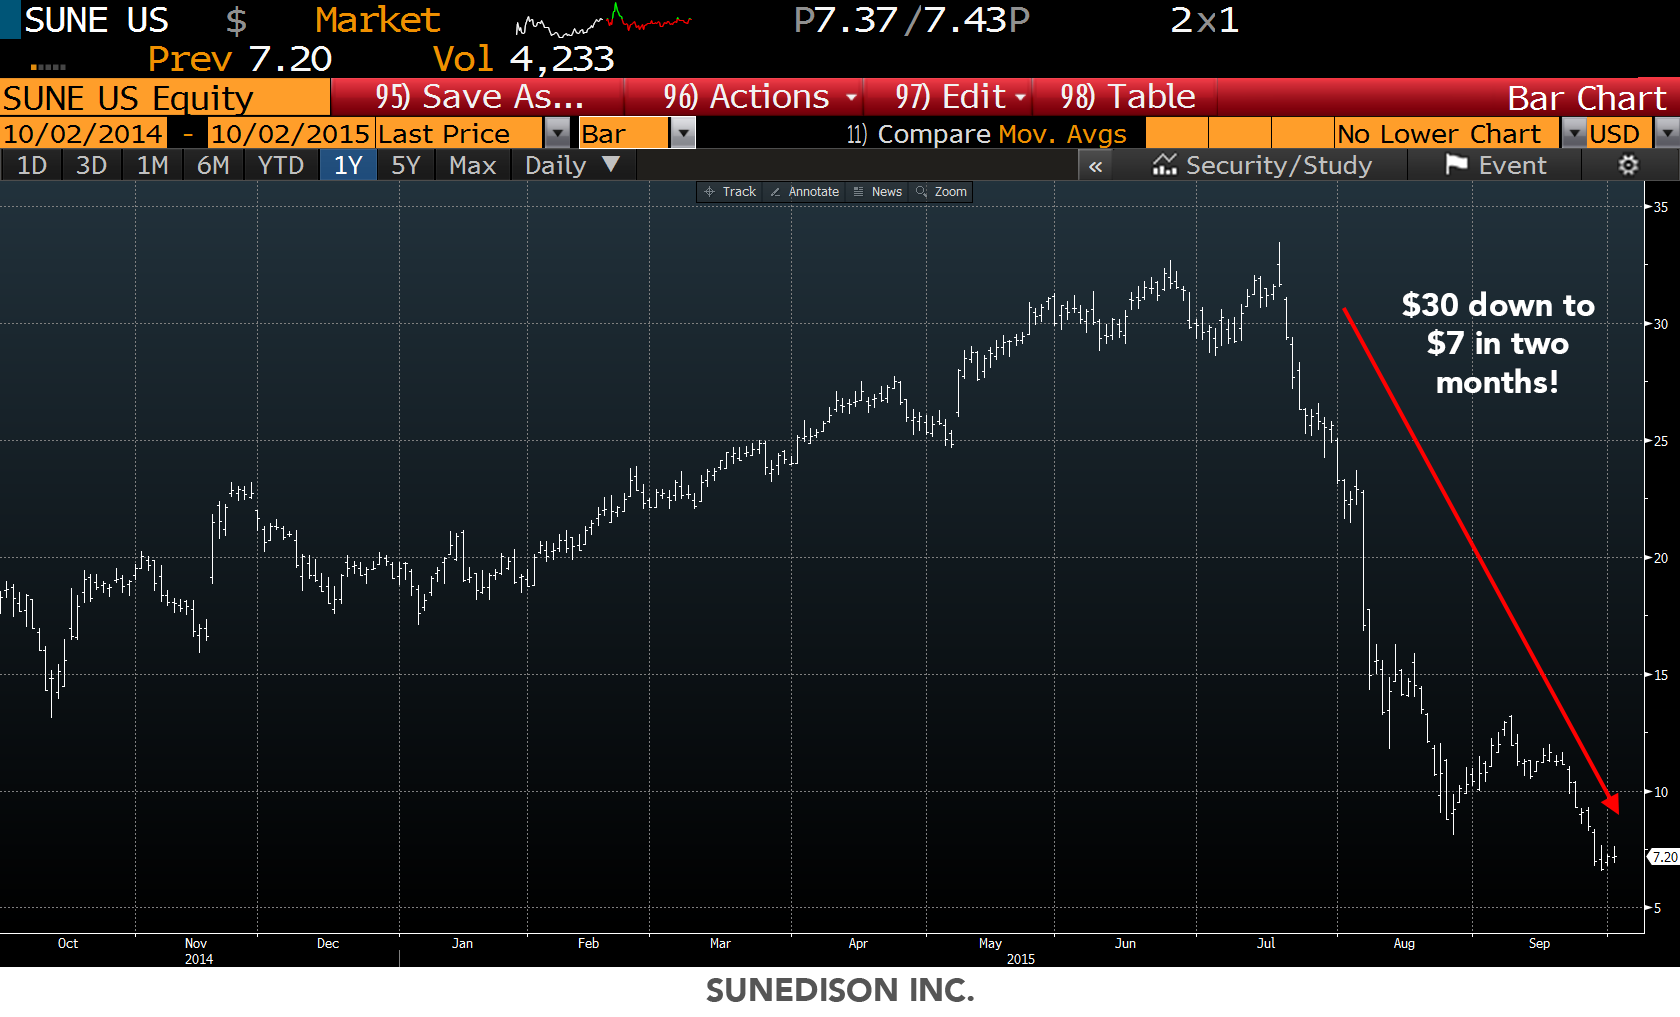 SUNE US $ Market P7.37/7.43P 2x1
Prev 7.20 Vol 4,233
SUNE US Equity 95) Save As... 96) Actions 97) Edit 98) Table Bar Chart
10/02/2014 - 10/02/2015 Last Price Bar 11) Compare Mov. Avgs No Lower Chart USD
1D 3D 1M 6M YTD 1Y 5Y Max Daily ▼ « Security/Study Event
Track Annotate News Zoom
35
$30 down to
$7 in two
months!
30
25
20
15
10
7.20
5
Oct Nov Dec Jan Feb Mar Apr May Jun Jul Aug Sep
2014 2015
SUNEDISON INC.